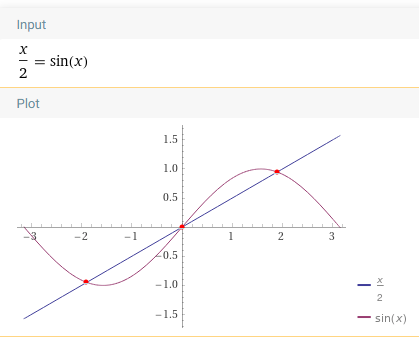 Input
x
2
= sin(x)
Plot
1.5
1.0
0.5
-3 -2 -1 1 2 3
-0.5
-1.0
-1.5
x
2
sin(x)